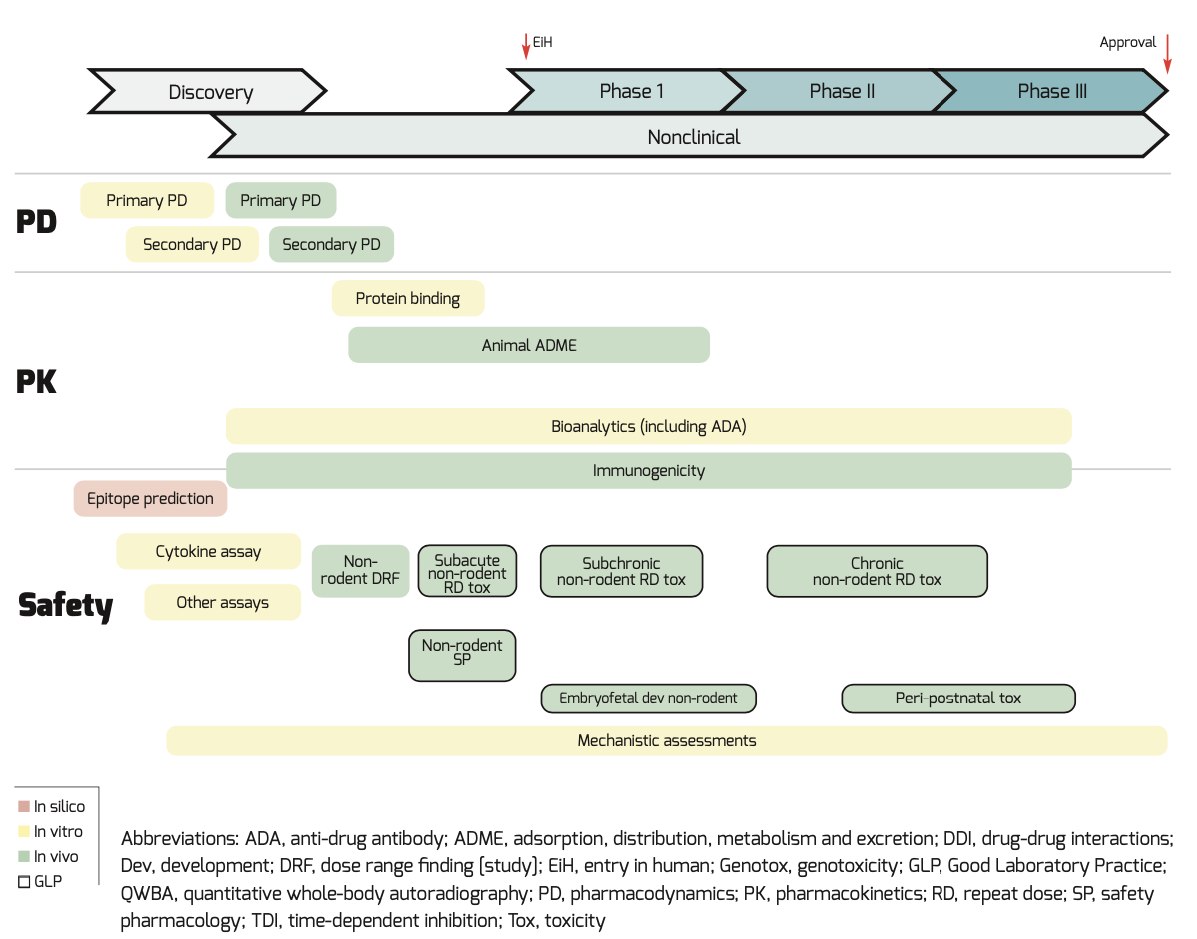 EiH
Approval
Discovery
Phase 1
Phase II
Phase III
Nonclinical
PD
Primary PD
Primary PD
Secondary PD
Secondary PD
PK
Protein binding
Animal ADME
Bioanalytics (including ADA)
Immunogenicity
Safety
Epitope prediction
Cytokine assay
Other assays
Non-
rodent DRF
Subacute
non-rodent
RD tox
Subchronic
non-rodent RD tox
Chronic
non-rodent RD tox
Non-rodent
SP
Embryofetal dev non-rodent
Peri-postnatal tox
Mechanistic assessments
In silico
In vitro
In vivo
GLP
Abbreviations: ADA, anti-drug antibody; ADME, adsorption, distribution, metabolism and excretion; DDI, drug-drug interactions;
Dev, development; DRF, dose range finding [study]; EiH, entry in human; Genotox, genotoxicity; GLP, Good Laboratory Practice;
QWBA, quantitative whole-body autoradiography; PD, pharmacodynamics; PK, pharmacokinetics; RD, repeat dose; SP, safety
pharmacology; TDI, time-dependent inhibition; Tox, toxicity